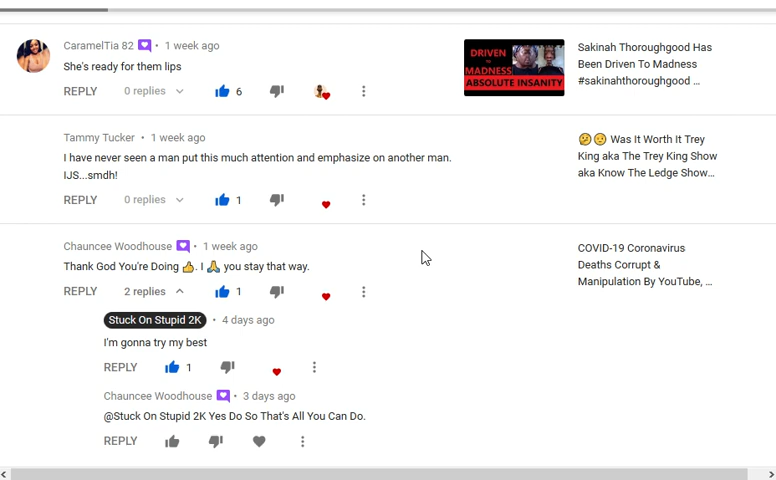 CaramelTia 82 • 1 week ago
She's ready for them lips
REPLY 0 replies 6
DRIVEN
TO
MADNESS
ABSOLUTE INSANITY
Sakinah Thoroughgood Has
Been Driven To Madness
#sakinahthoroughgood ...
Tammy Tucker • 1 week ago
I have never seen a man put this much attention and emphasize on another man.
IJS...smdh!
REPLY 0 replies 1
😕😔 Was It Worth It Trey
King aka The Trey King Show
aka Know The Ledge Show...
Chauncee Woodhouse • 1 week ago
Thank God You're Doing 👍. I 🙏 you stay that way.
REPLY 2 replies 1
COVID-19 Coronavirus
Deaths Corrupt &
Manipulation By YouTube, ...
Stuck On Stupid 2K • 4 days ago
I'm gonna try my best
REPLY 1
Chauncee Woodhouse • 3 days ago
@Stuck On Stupid 2K Yes Do So That's All You Can Do.
REPLY